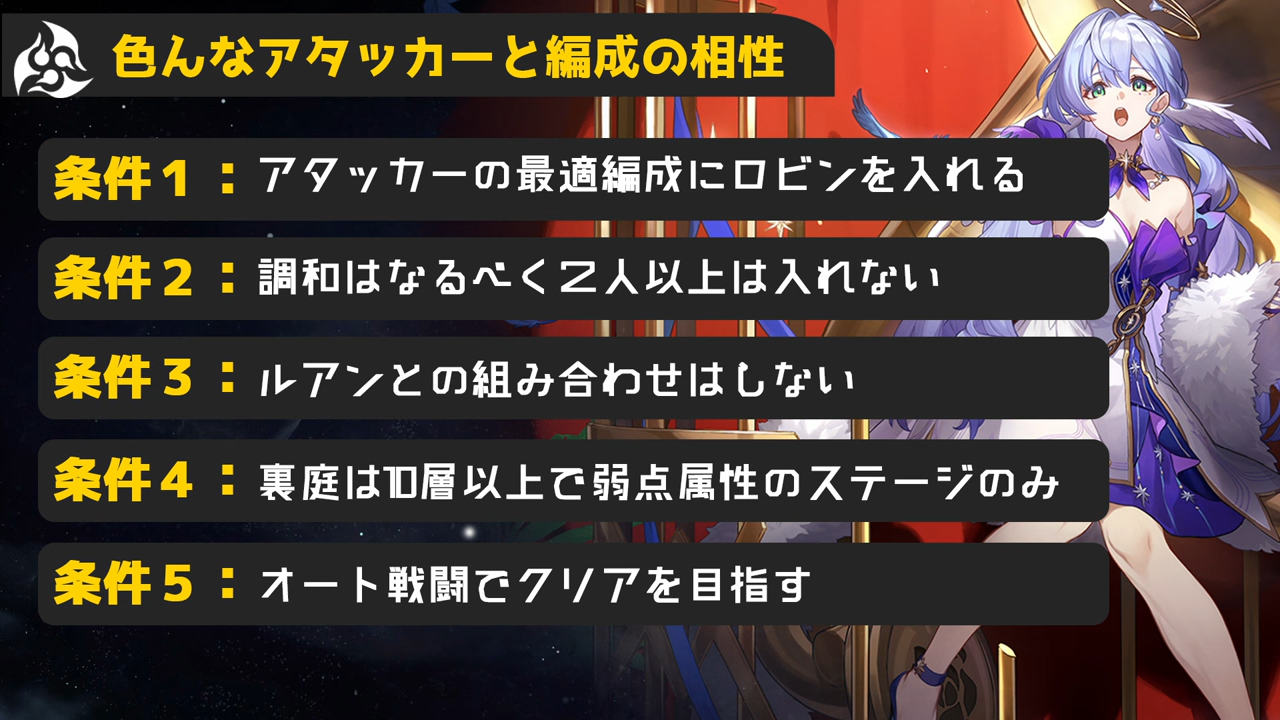 色んなアタッカーと編成の相性
条件1：アタッカーの最適編成にロビンを入れる
条件2：調和はなるべく2人以上は入れない
条件3：ルアンとの組み合わせはしない
条件4：裏庭は10層以上で弱点属性のステージのみ
条件5：オート戦闘でクリアを目指す